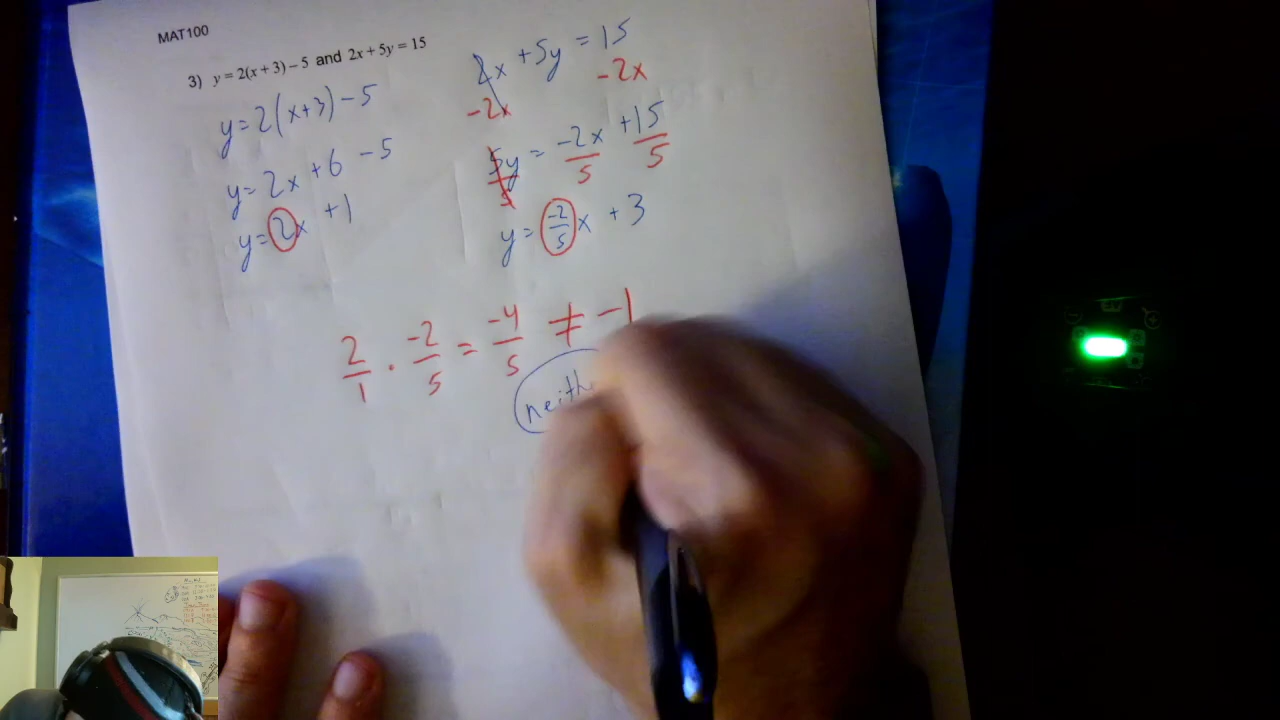 MAT100
3) y = 2(x + 3) – 5 and 2x + 5y = 15
y = 2(x+3) - 5
y = 2x + 6 - 5
y = 2x + 1
2x + 5y = 15
-2x -2x
5y = -2x + 15
5 5 5
y = -2/5 x + 3
2/1 · -2/5 = -4/5 ≠ -1